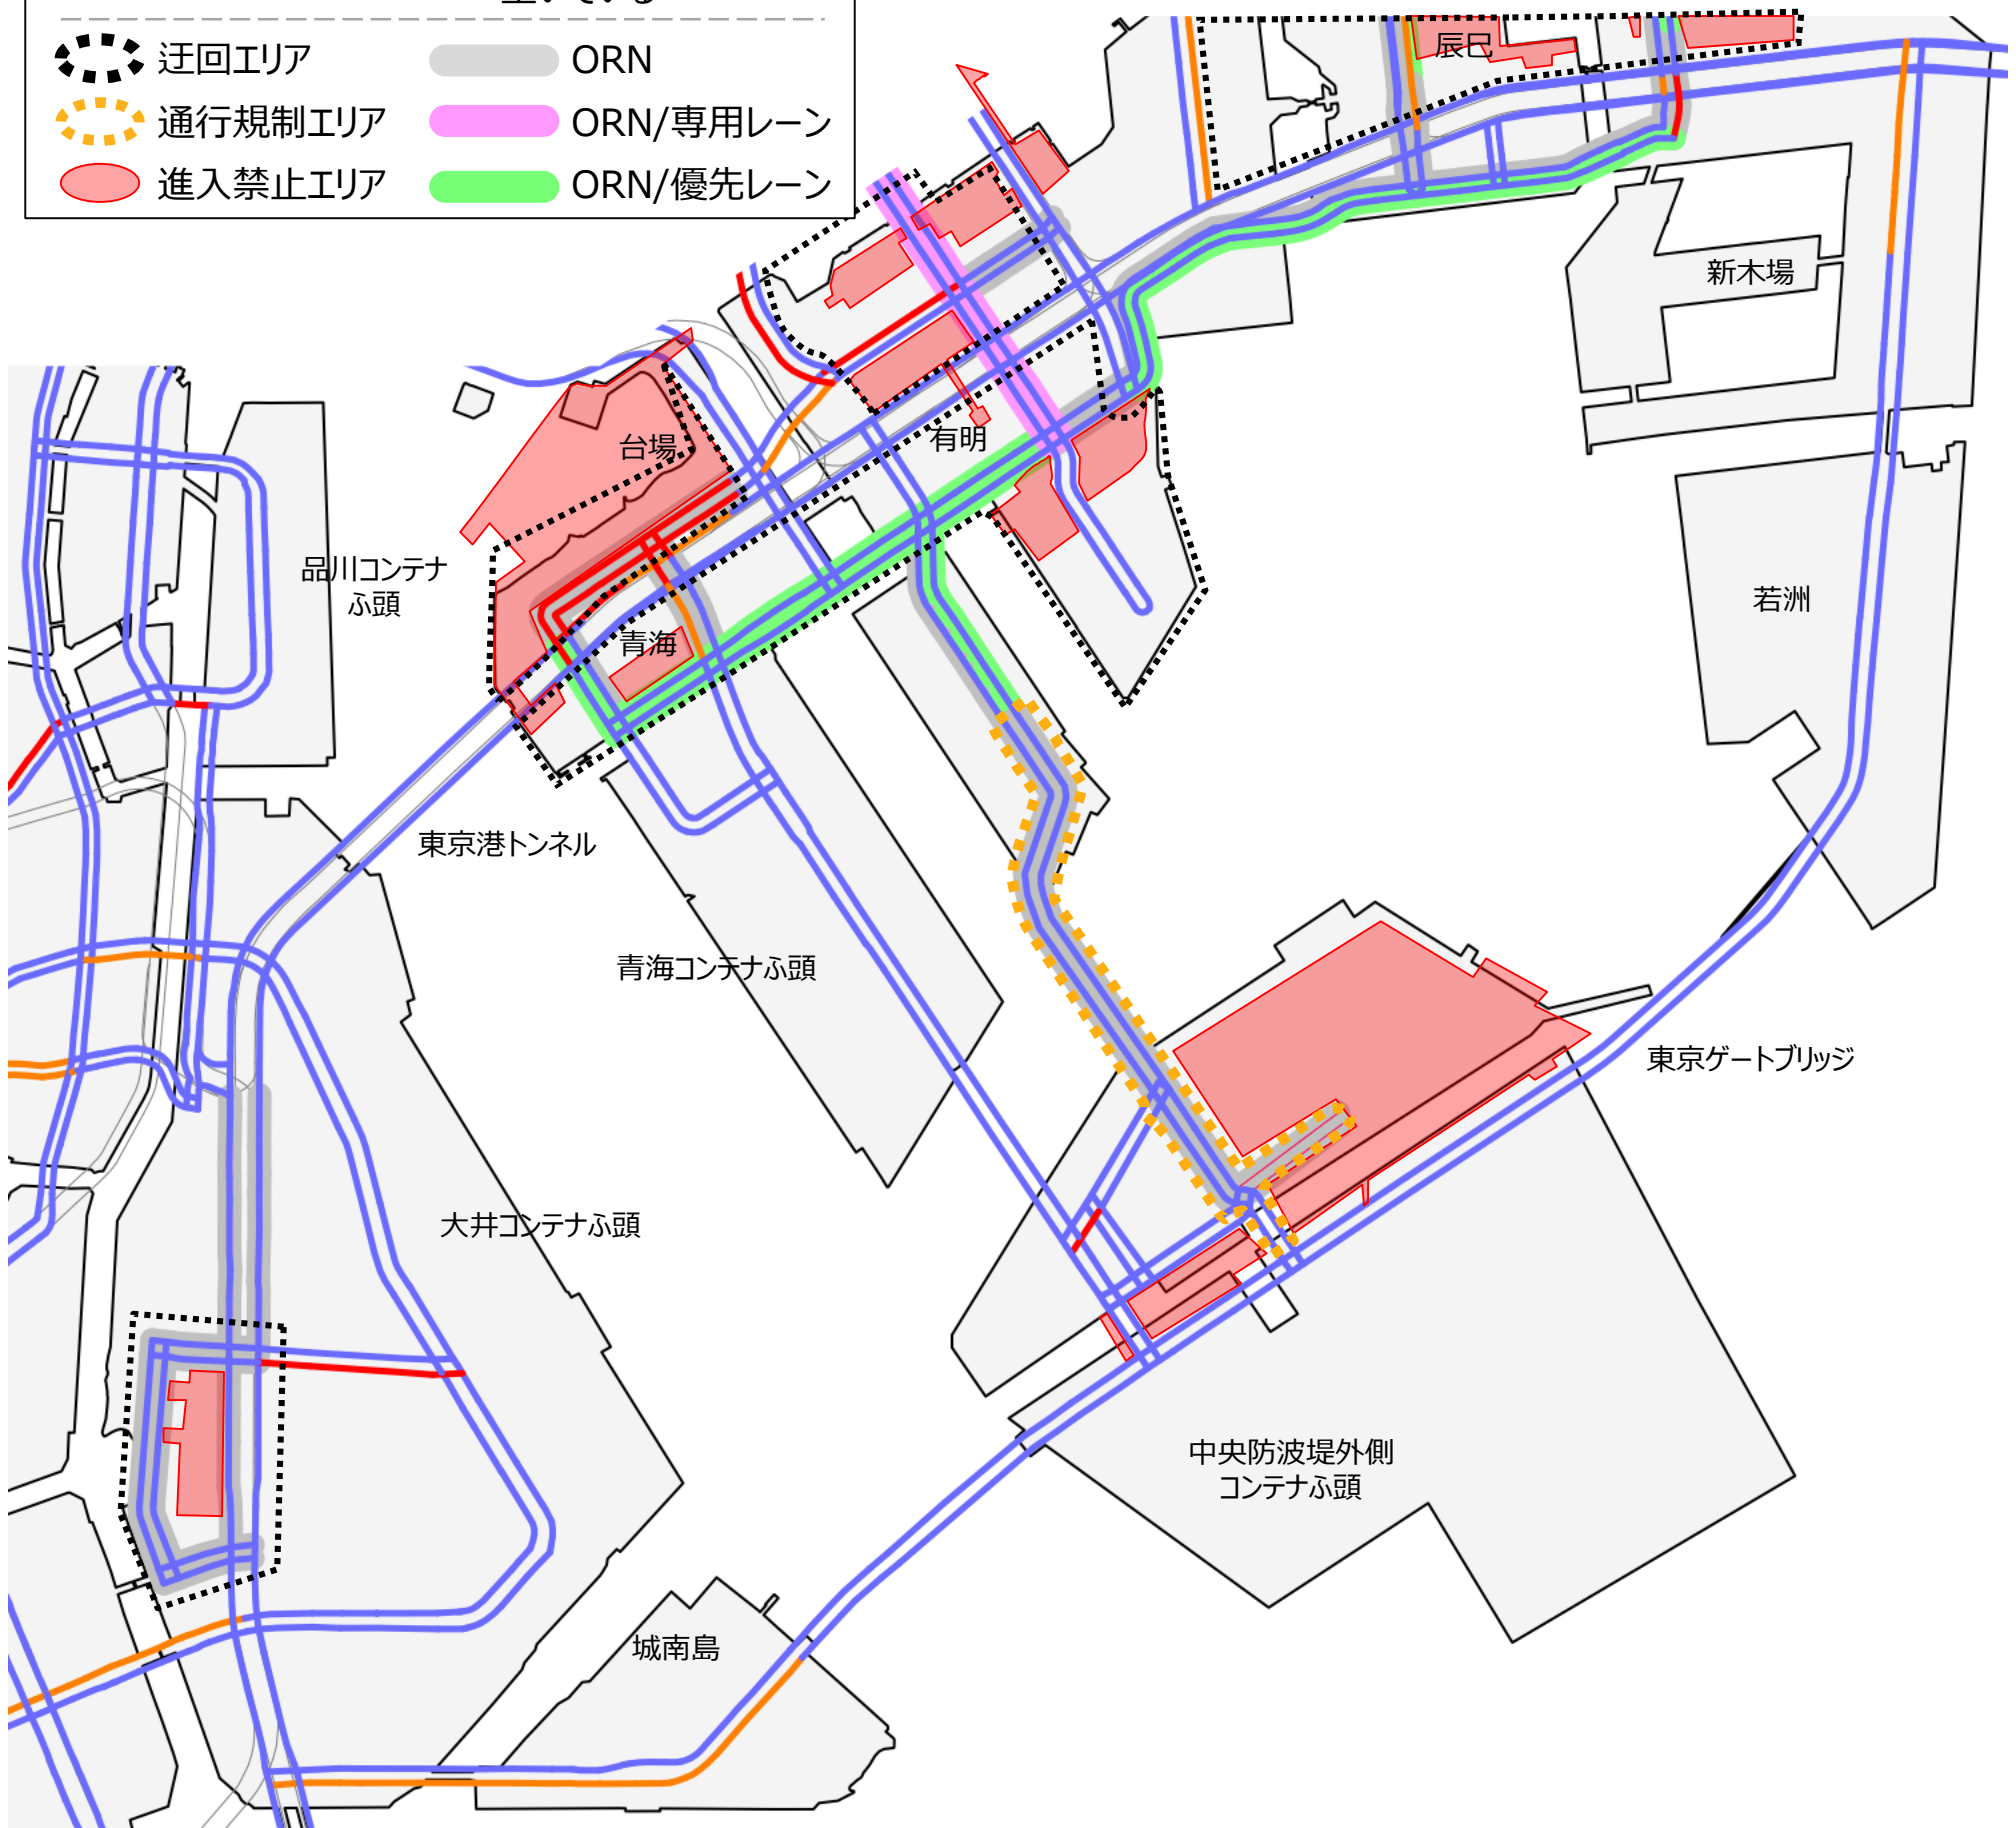 空いている
迂回エリア
ORN
通行規制エリア
ORN/専用レーン
進入禁止エリア
ORN/優先レーン
辰巳
新木場
有明
台場
品川コンテナ
ふ頭
青海
若洲
東京港トンネル
青海コンテナふ頭
東京ゲートブリッジ
大井コンテナふ頭
中央防波堤外側
コンテナふ頭
城南島